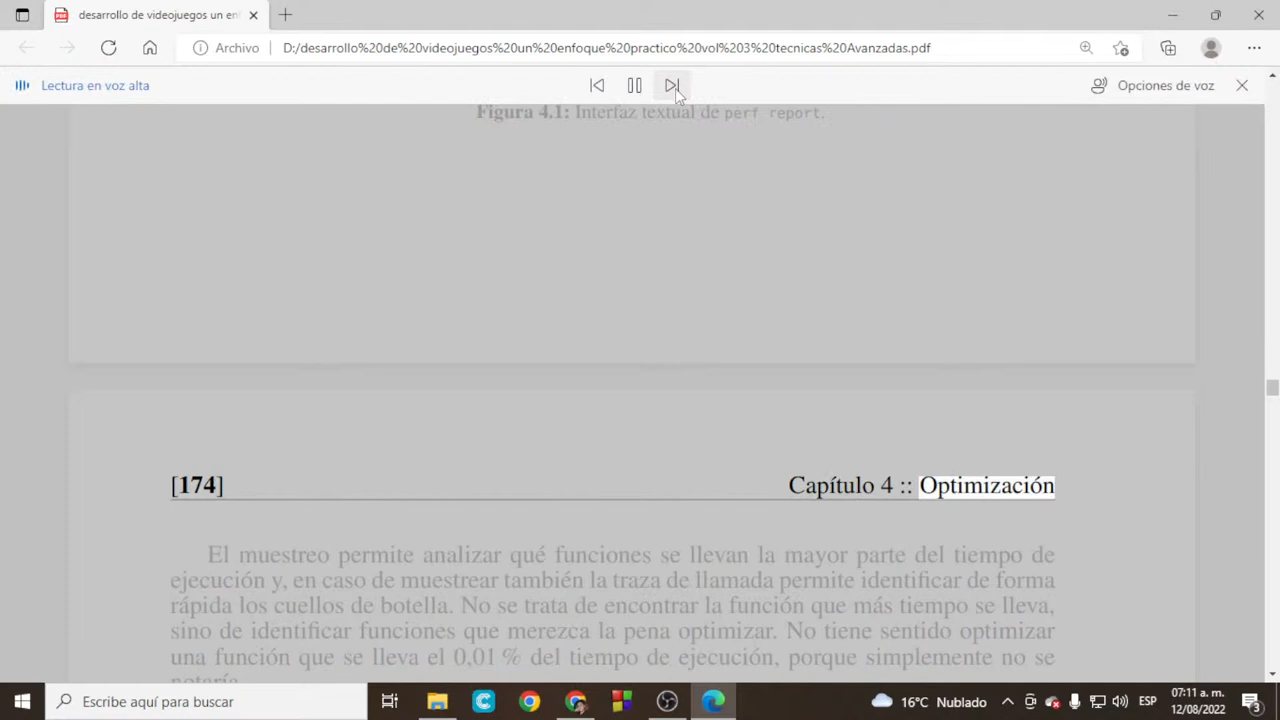 desarrollo de videojuegos un en
Archivo D:/desarrollo%20de%20videojuegos%20un%20enfoque%20practico%20vol%203%20tecnicas%20Avanzadas.pdf
Lectura en voz alta
Opciones de voz
Figura 4.1: Interfaz textual de perf report.
[174] Capítulo 4 :: Optimización
El muestreo permite analizar qué funciones se llevan la mayor parte del tiempo de
ejecución y, en caso de muestrear también la traza de llamada permite identificar de forma
rápida los cuellos de botella. No se trata de encontrar la función que más tiempo se lleva,
sino de identificar funciones que merezca la pena optimizar. No tiene sentido optimizar
una función que se lleva el 0,01 % del tiempo de ejecución, porque simplemente no se
notaría.
Escribe aquí para buscar
16°C Nublado
ESP
07:11 a. m.
12/08/2022
3